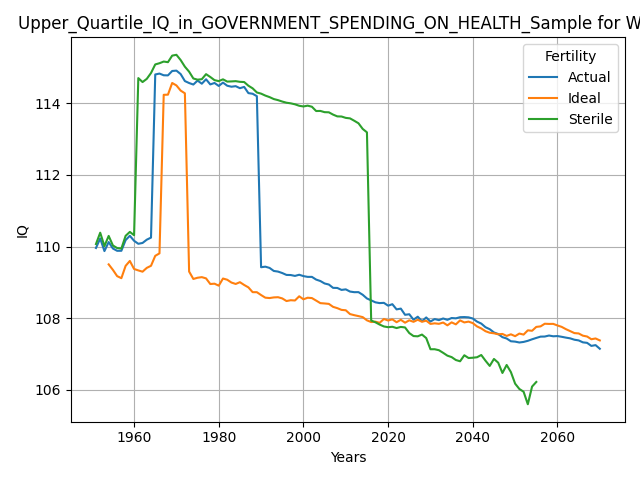 Upper_Quartile_IQ_in_GOVERNMENT_SPENDING_ON_HEALTH_Sample for W
Fertility
Actual
Ideal
Sterile
IQ
114
112
110
108
106
1960
1980
2000
2020
2040
2060
Years